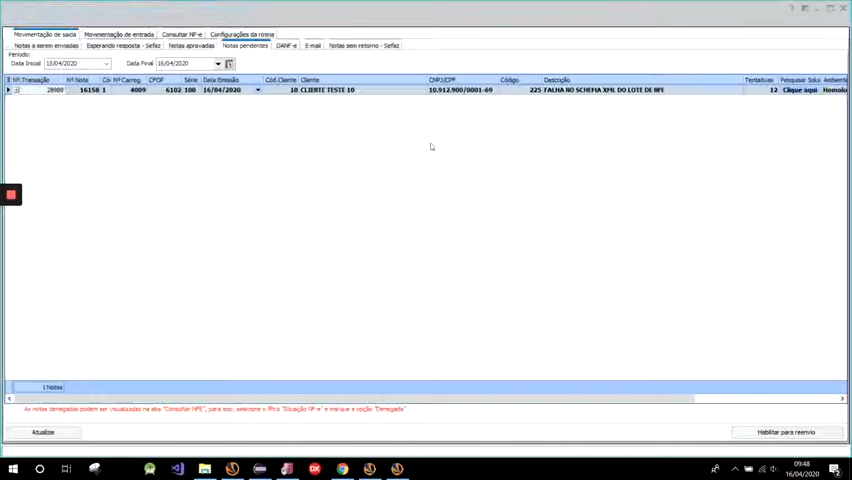 Movimentação de saída Movimentação de entrada Consultar NF-e Configurações da rotina
Notas a serem enviadas Esperando resposta - Sefaz Notas aprovadas Notas pendentes DANF-e E-mail Notas sem retorno - Sefaz
Período:
Data Inicial 15/04/2020 Data Final 16/04/2020
Nº.Transação Nº.Nota Có Nº Carreg. CFOP Série Data Emissão Cód.Cliente Cliente CNPJ/CPF Código Descrição Tentativas Pesquisar Solu Ambiente
28988 16158 1 4009 6102 100 16/04/2020 10 CLIENTE TESTE 10 10.912.900/0001-69 225 FALHA NO SCHEMA XML DO LOTE DE NFE 12 Clique aqui Homolo
1 Notas
As notas denegadas podem ser visualizadas na aba "Consultar NFE", para isso, selecione o filtro "Situação NF-e" e marque a opção "Denegada"
Atualizar Habilitar para reenvio
DX 09:48
16/04/2020 2